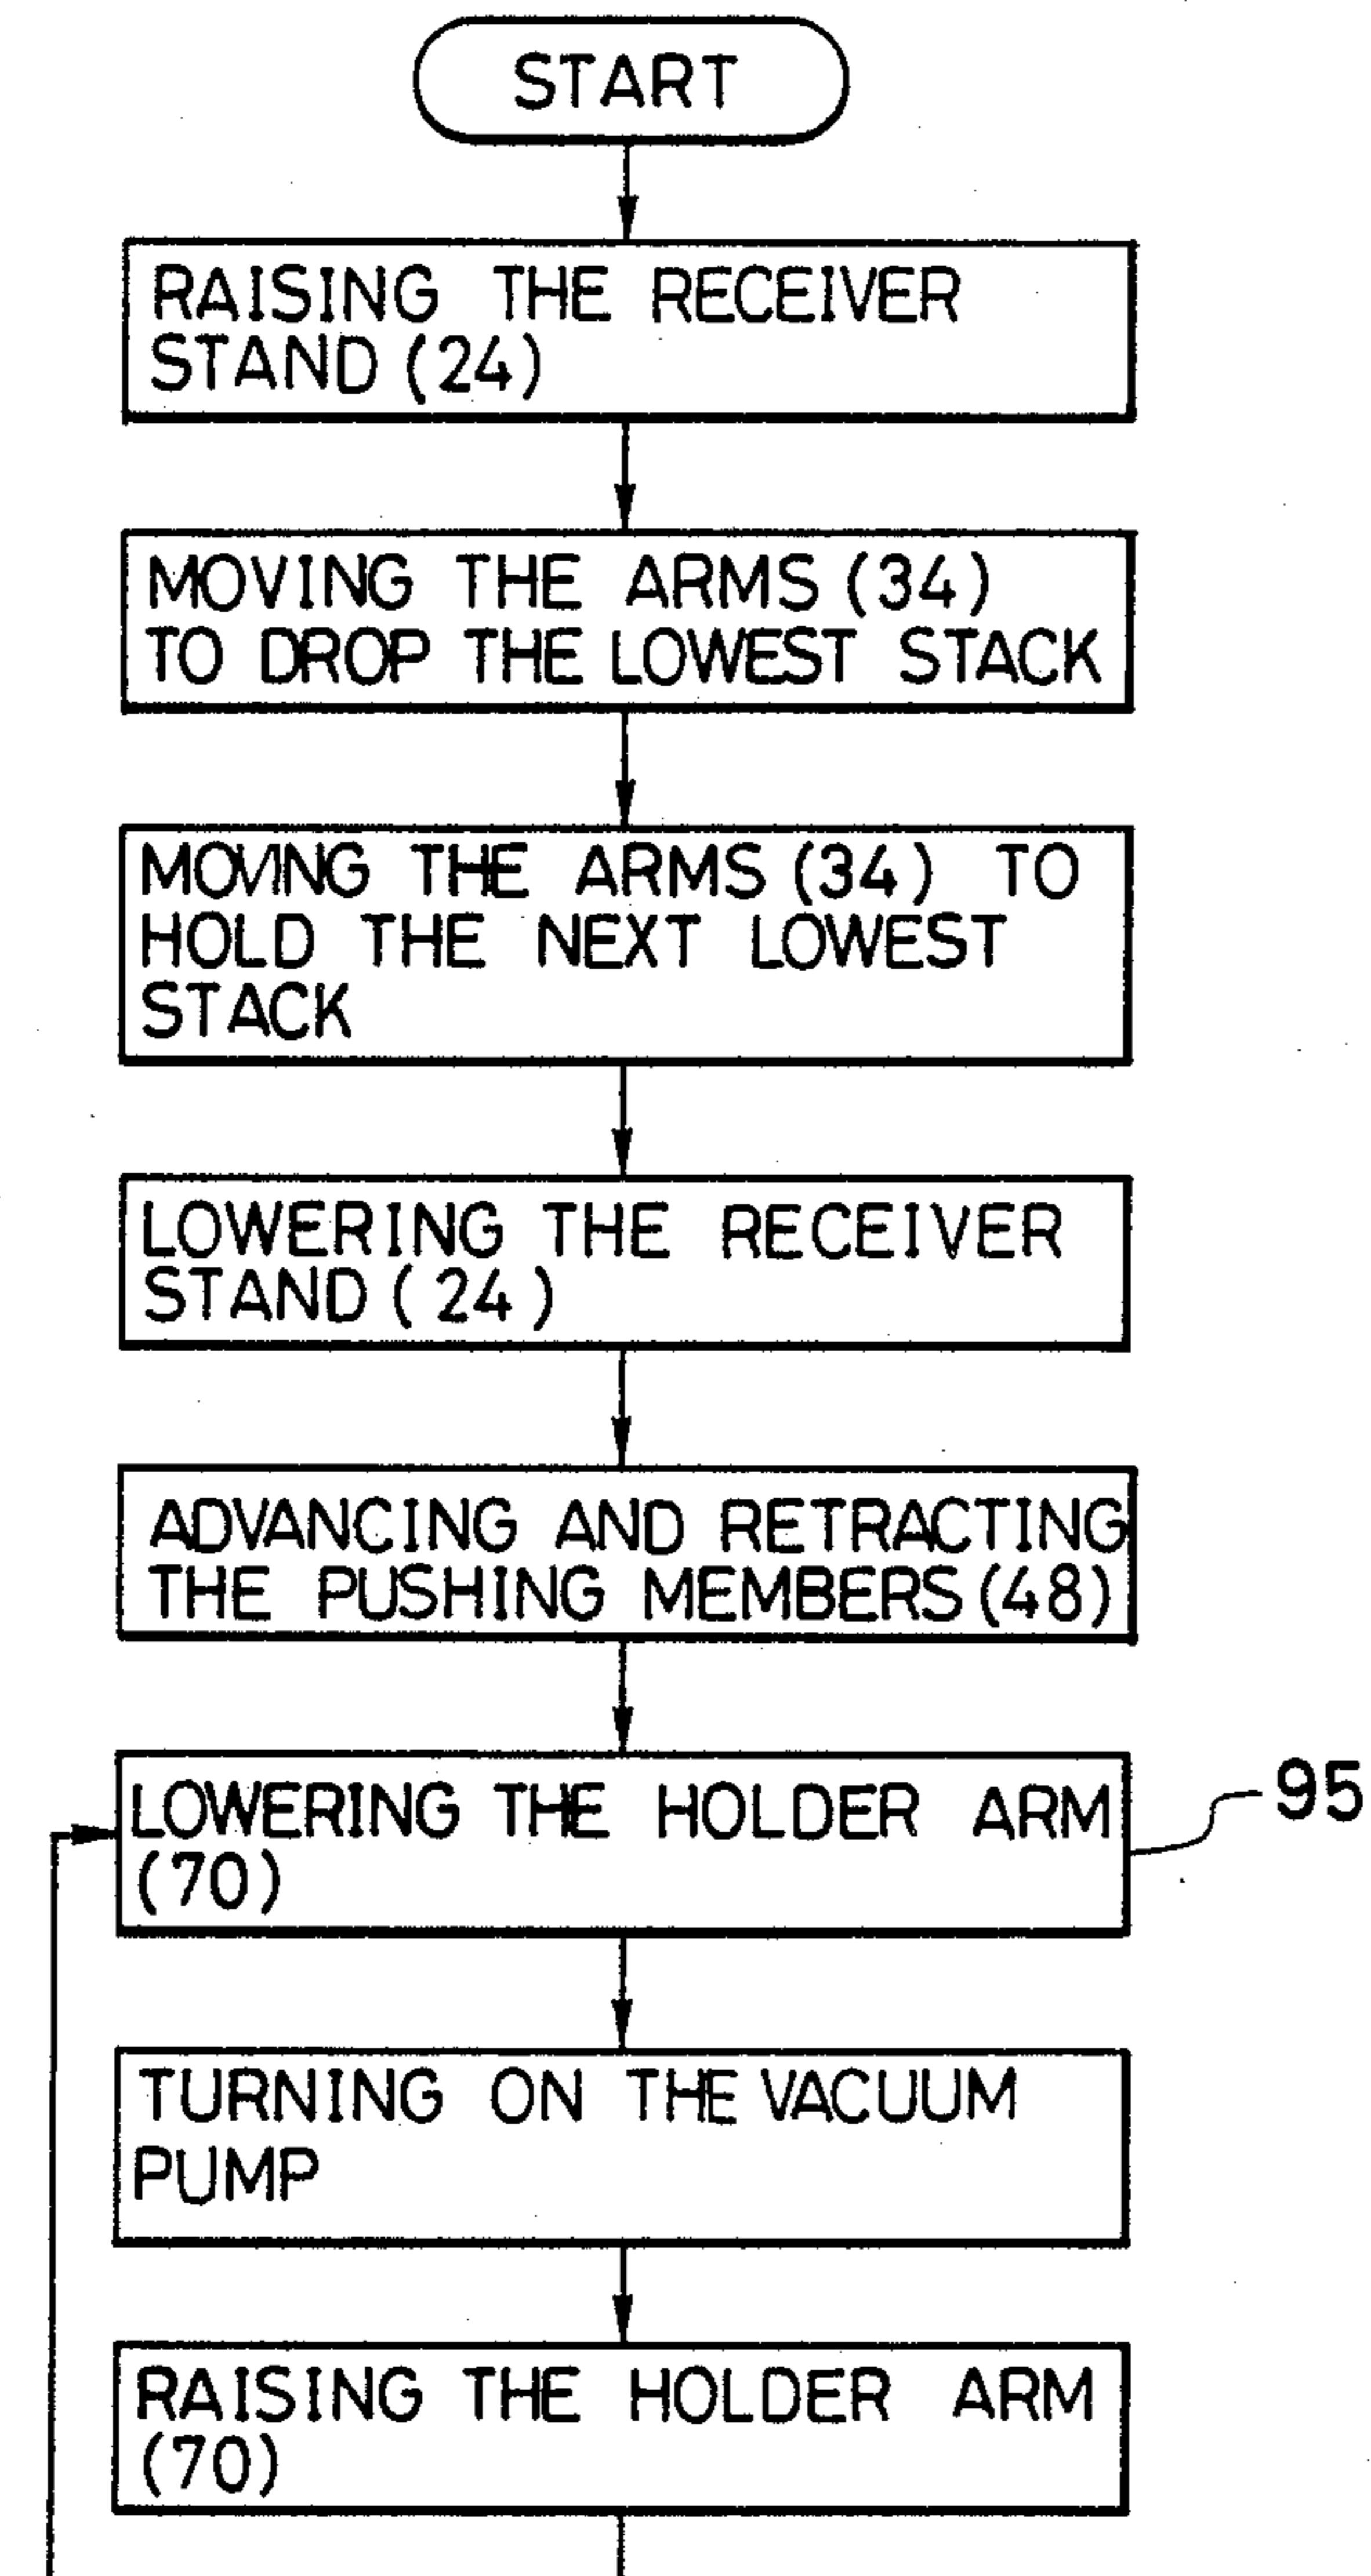 START
RAISING THE RECEIVER
STAND (24)
MOVING THE ARMS (34)
TO DROP THE LOWEST STACK
MOVING THE ARMS (34) TO
HOLD THE NEXT LOWEST
STACK
LOWERING THE RECEIVER
STAND (24)
ADVANCING AND RETRACTING
THE PUSHING MEMBERS (48)
LOWERING THE HOLDER ARM
(70)
95
TURNING ON THE VACUUM
PUMP
RAISING THE HOLDER ARM
(70)